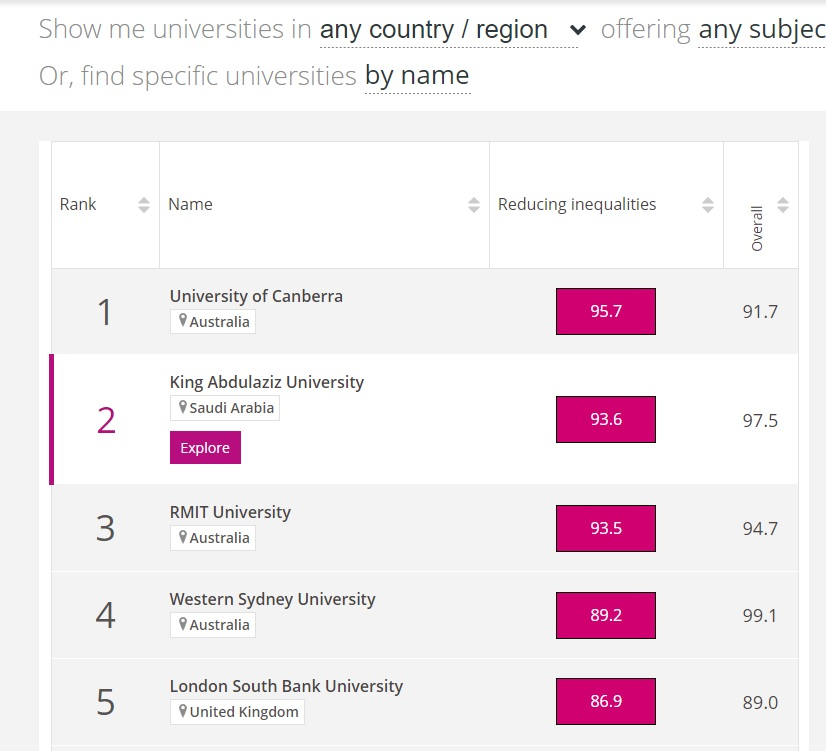 Show me universities in any country / region offering any subjec
Or, find specific universities by name
Rank Name Reducing inequalities Overall
1 University of Canberra 95.7 91.7
Australia
2 King Abdulaziz University 93.6 97.5
Saudi Arabia
Explore
3 RMIT University 93.5 94.7
Australia
4 Western Sydney University 89.2 99.1
Australia
5 London South Bank University 86.9 89.0
United Kingdom